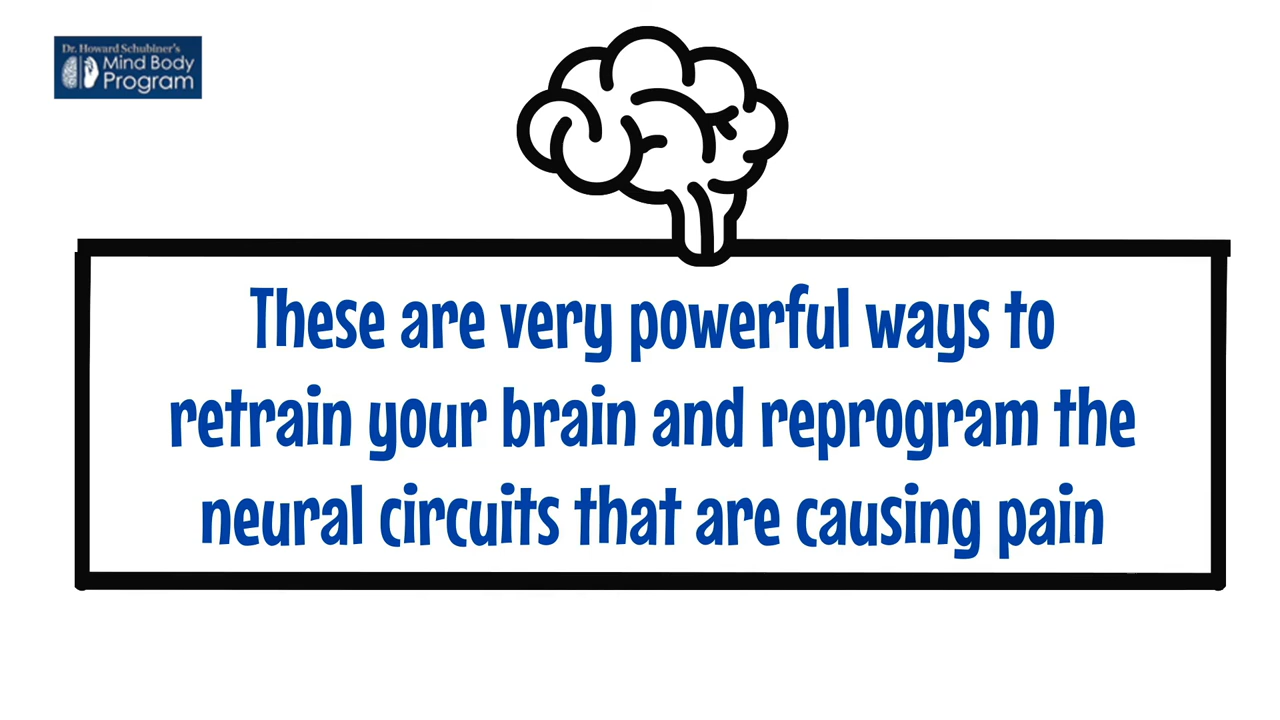 Dr. Howard Schubiner's
Mind Body
Program
These are very powerful ways to
retrain your brain and reprogram the
neural circuits that are causing pain